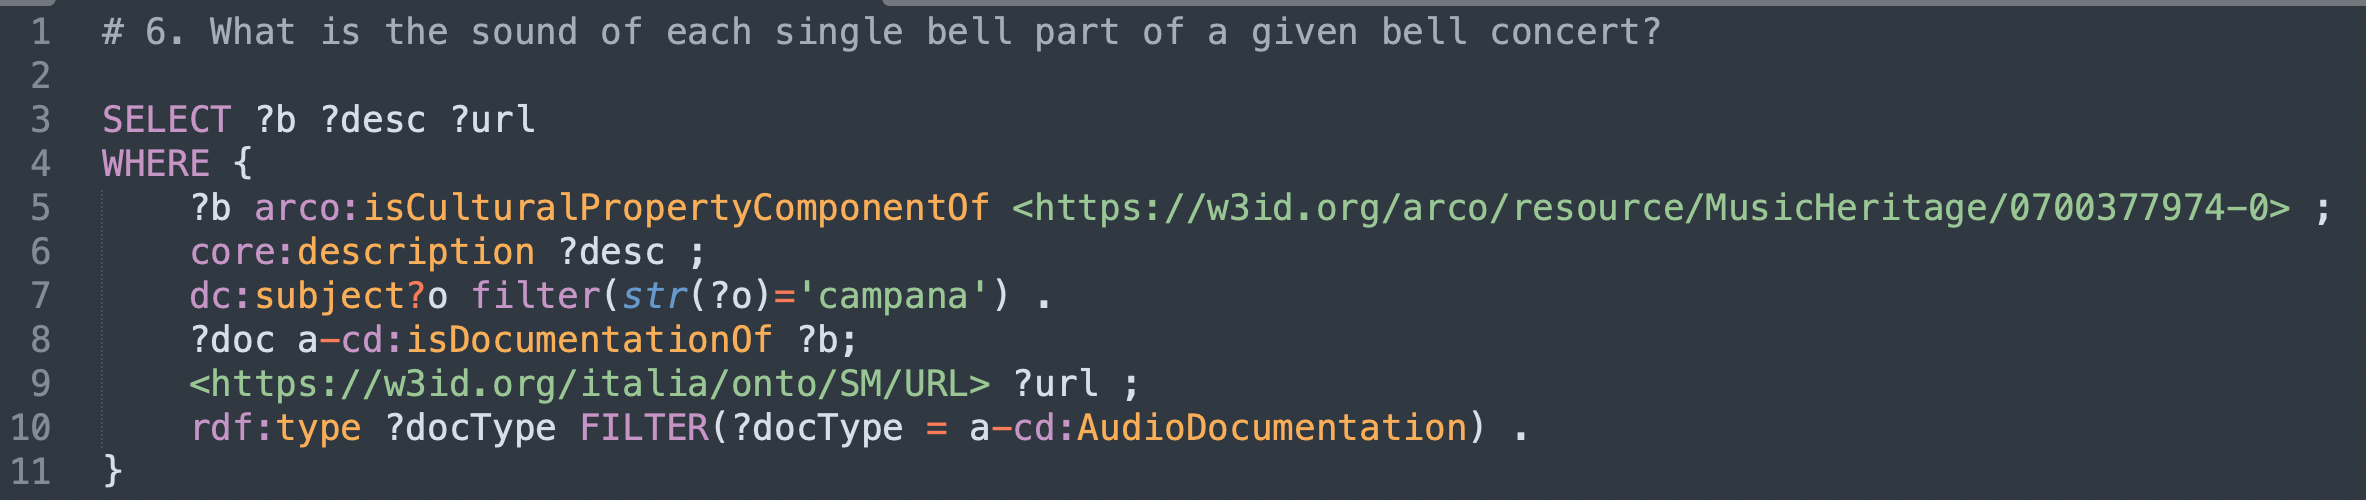 1 # 6. What is the sound of each single bell part of a given bell concert?
2
3 SELECT ?b ?desc ?url
4 WHERE {
5 ?b arco:isCulturalPropertyComponentOf <https://w3id.org/arco/resource/MusicHeritage/0700377974-0> ;
6 core:description ?desc ;
7 dc:subject?o filter(str(?o)='campana') .
8 ?doc a-cd:isDocumentationOf ?b;
9 <https://w3id.org/italia/onto/SM/URL> ?url ;
10 rdf:type ?docType FILTER(?docType = a-cd:AudioDocumentation) .
11 }